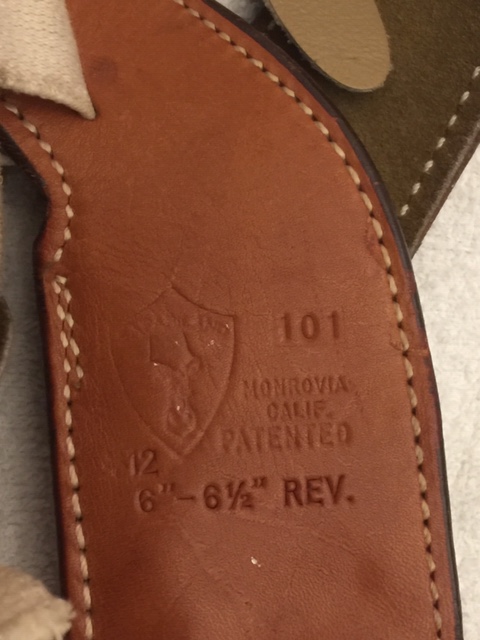 101
MONROVIA
CALIF.
PATENTED
12
6"-6½" REV.